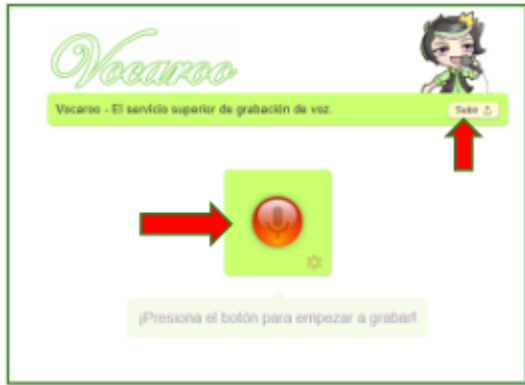 Vocaroo
Vocaroo - El servicio superior de grabación de voz.
Subir
¡Presiona el botón para empezar a grabar!